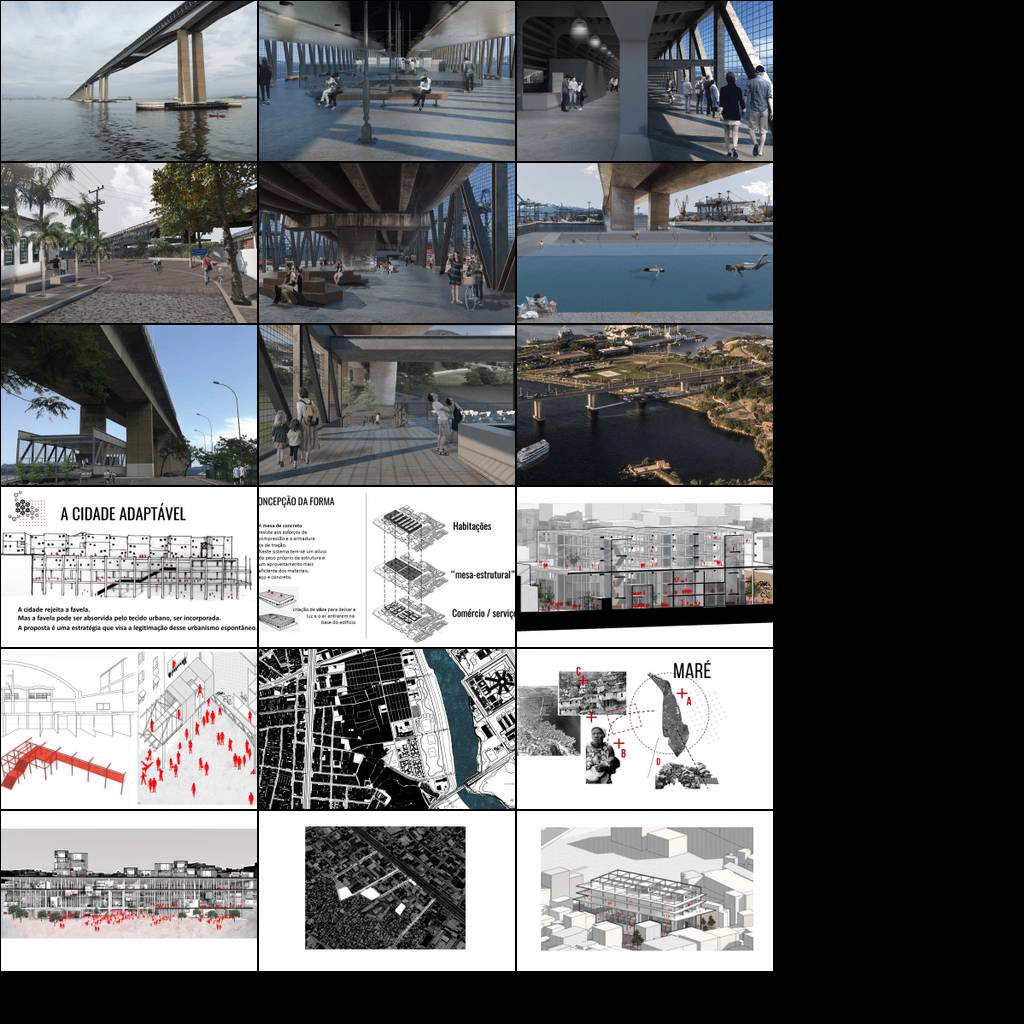 A CIDADE ADAPTÁVEL
A cidade rejeita a favela.
Mas a favela pode ser absorvida pelo tecido urbano, ser incorporada.
A proposta é uma estratégia que visa a legitimação desse urbanismo espontâneo.
ONCEPÇÃO DA FORMA
A mesa de concreto
resiste aos esforços de
compressão e a armadura
os de tração.
Neste sistema tem-se um alívio
do peso próprio da estrutura e
um aproveitamento mais
eficiente dos materiais,
aço e concreto.
criação de vãos para deixar a
luz e o ar entrarem na
base do edifício
Habitações
"mesa-estrutural"
Comércio / serviço
MARÉ
C
A
B
D